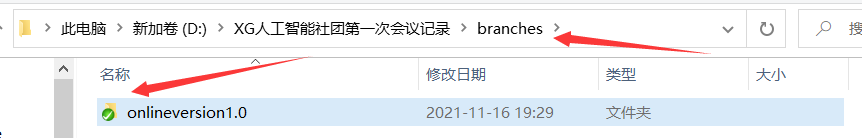 此电脑 新加卷 (D:) XG人工智能社团第一次会议记录 branches
名称 修改日期 类型 大小
onlineversion1.0 2021-11-16 19:29 文件夹